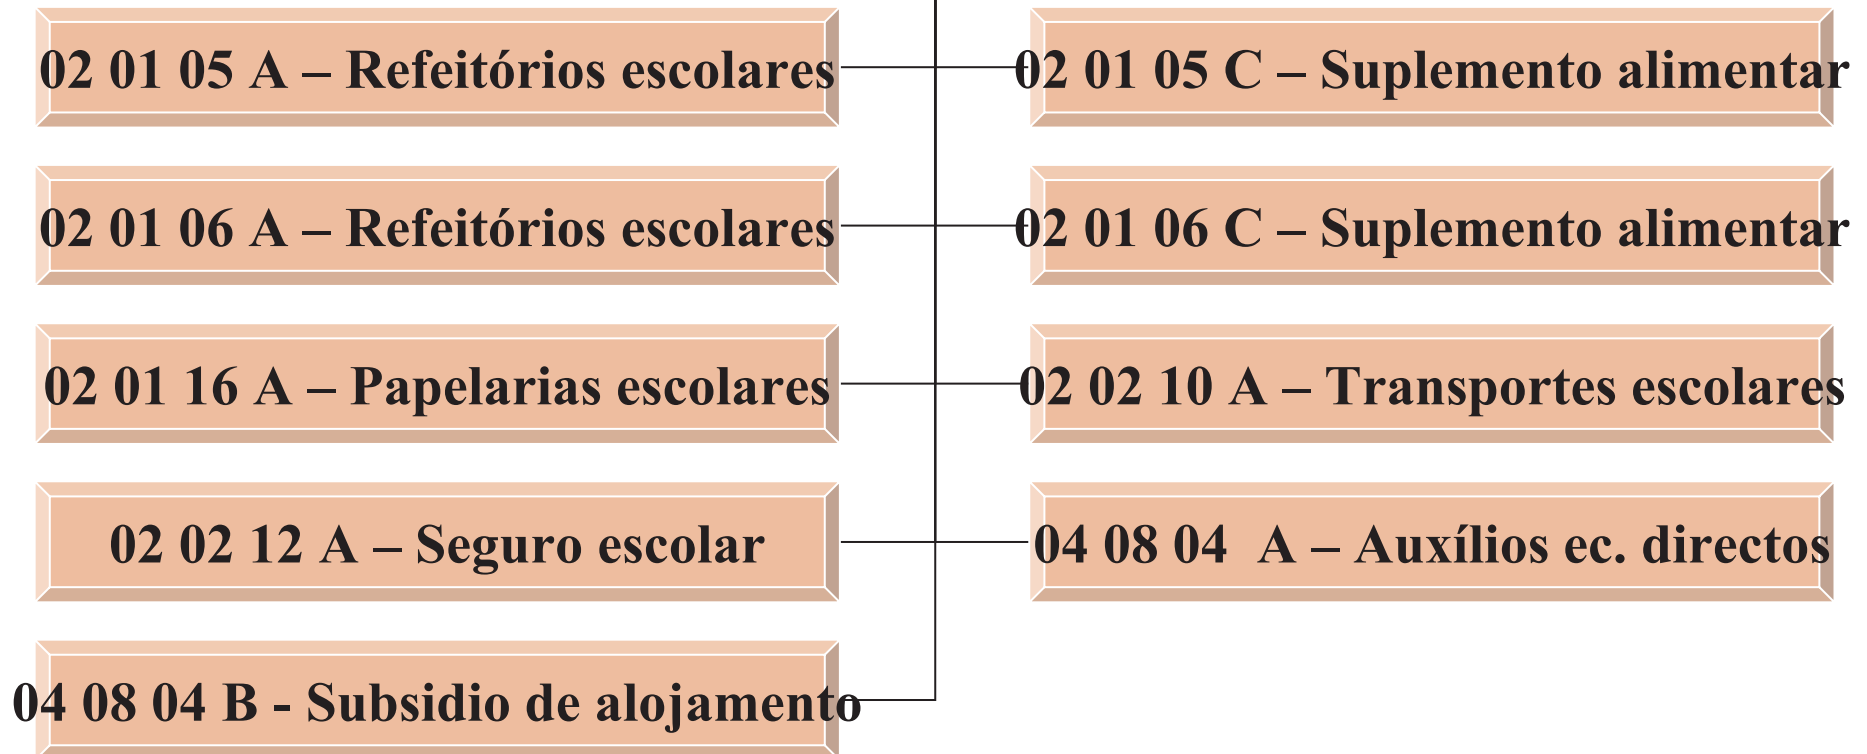 02 01 05 A – Refeitórios escolares
02 01 05 C – Suplemento alimentar
02 01 06 A – Refeitórios escolares
02 01 06 C – Suplemento alimentar
02 01 16 A – Papelarias escolares
02 02 10 A – Transportes escolares
02 02 12 A – Seguro escolar
04 08 04  A – Auxílios ec. directos
04 08 04 B - Subsidio de alojamento